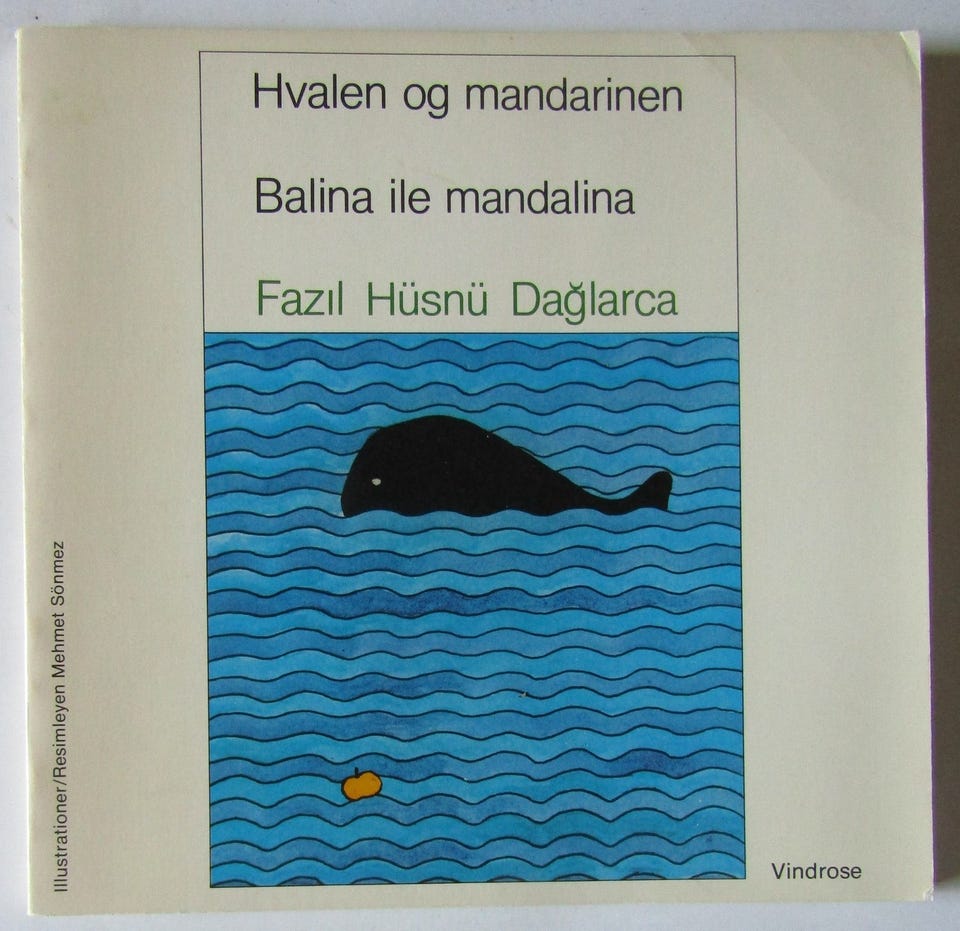 Hvalen og mandarinen
Balina ile mandalina
Fazıl Hüsnü Dağlarca
Illustrationer/Resimleyen Mehmet Sönmez
Vindrose